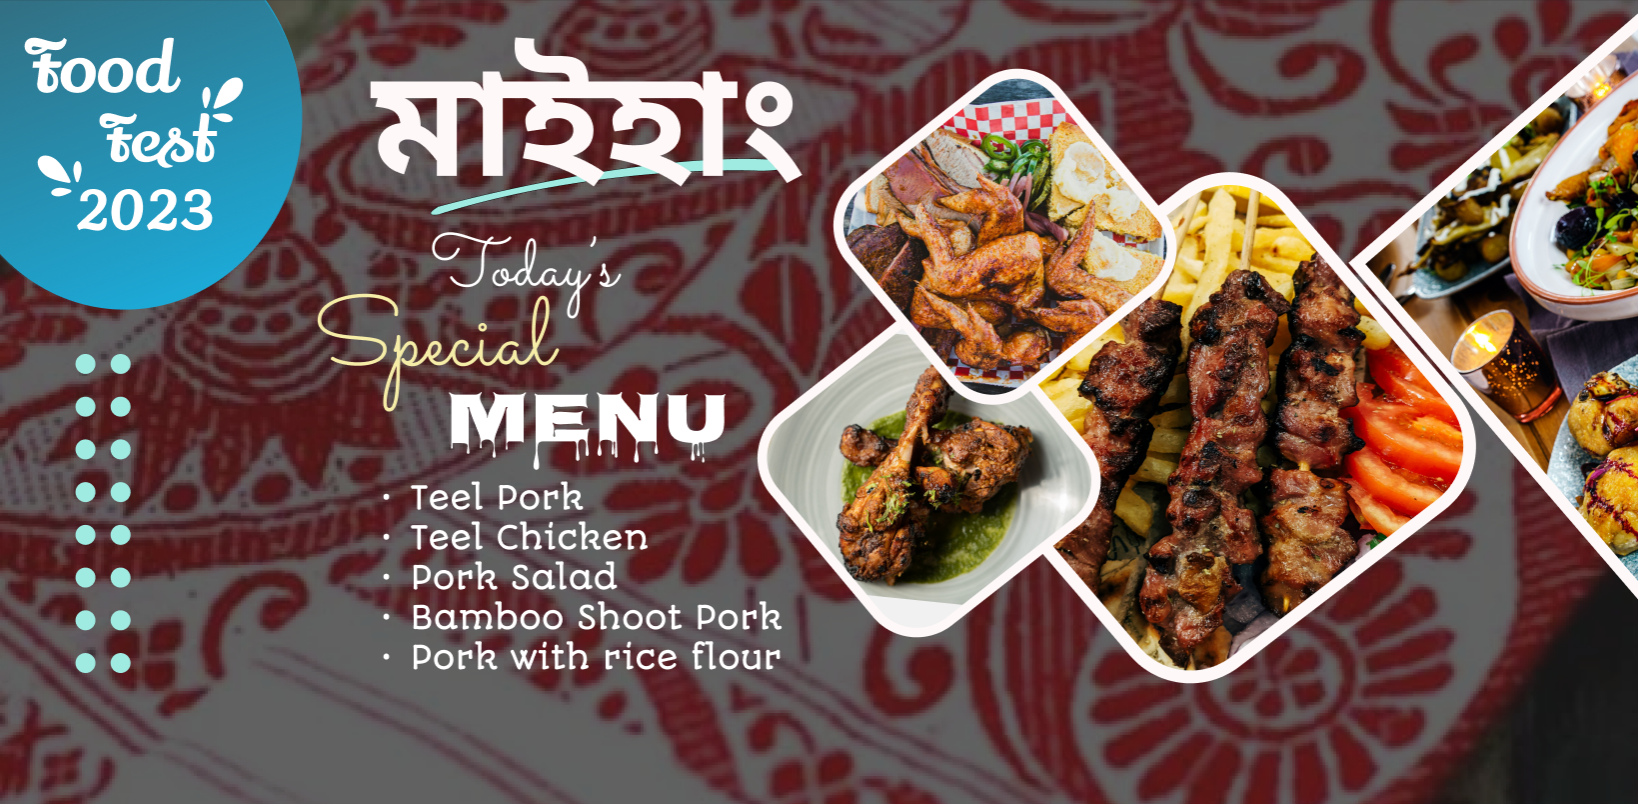 Food
Fest
2023
মাইহাং
Today's
Special
MENU
• Teel Pork
• Teel Chicken
• Pork Salad
• Bamboo Shoot Pork
• Pork with rice flour